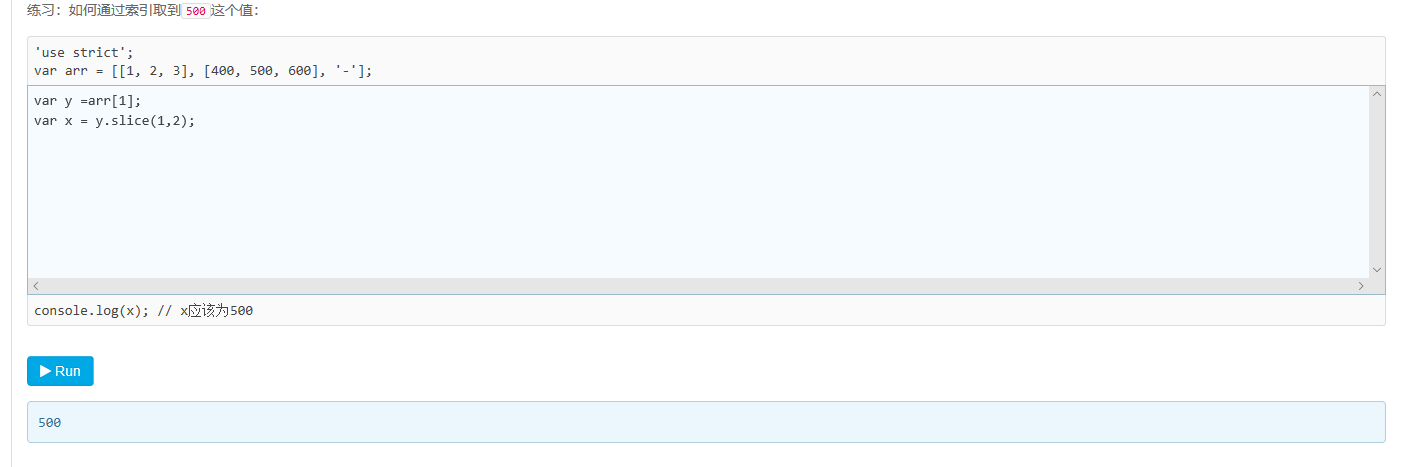 练习：如何通过索引取到500这个值：
'use strict';
var arr = [[1, 2, 3], [400, 500, 600], '-'];
var y =arr[1];
var x = y.slice(1,2);
console.log(x); // x应该为500
Run
500